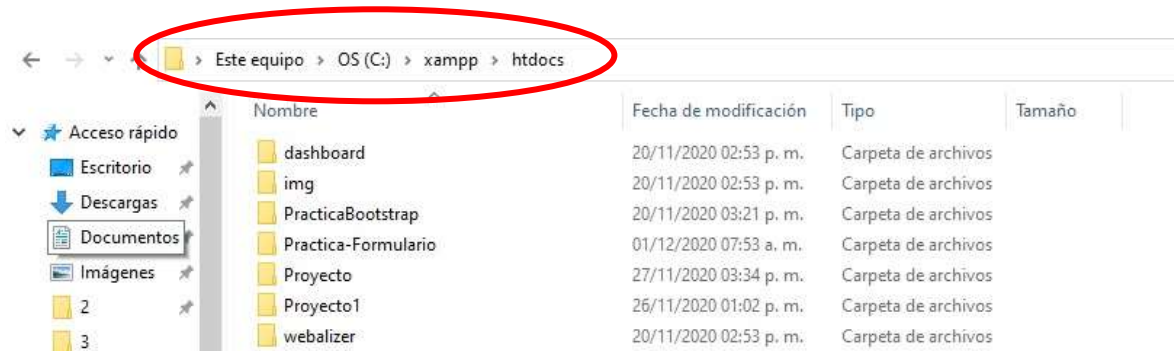 Este equipo > OS (C:) > xampp > htdocs
Nombre Fecha de modificación Tipo Tamaño
Acceso rápido
Escritorio
Descargas
Documentos
Imágenes
2
3
dashboard 20/11/2020 02:53 p. m. Carpeta de archivos
img 20/11/2020 02:53 p. m. Carpeta de archivos
PracticaBootstrap 20/11/2020 03:21 p. m. Carpeta de archivos
Practica-Formulario 01/12/2020 07:53 a. m. Carpeta de archivos
Proyecto 27/11/2020 03:34 p. m. Carpeta de archivos
Proyecto1 26/11/2020 01:02 p. m. Carpeta de archivos
webalizer 20/11/2020 02:53 p. m. Carpeta de archivos